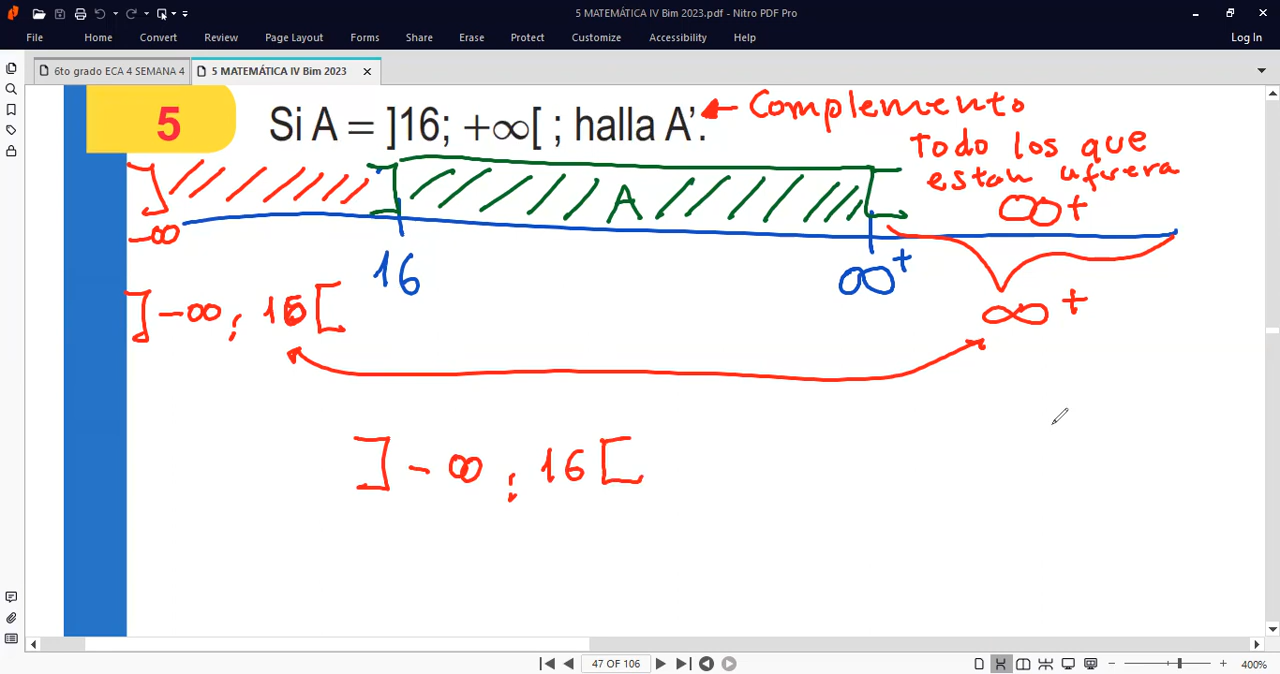 5 MATEMÁTICA IV Bim 2023.pdf - Nitro PDF Pro
File Home Convert Review Page Layout Forms Share Erase Protect Customize Accessibility Help Log In
6to grado ECA 4 SEMANA 4
5 MATEMÁTICA IV Bim 2023
5
Si A = ]16; +∞[ ; halla A'.
Complemento
Todo los que
estan afuera
∞+
A
-∞
16
∞+
]-∞; 16[
∞+
]-∞; 16[
47 OF 106
400%